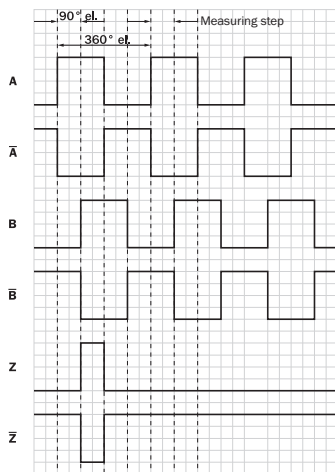 90° el.
Measuring step
360° el.
A
A̅
B
B̅
Z
Z̅